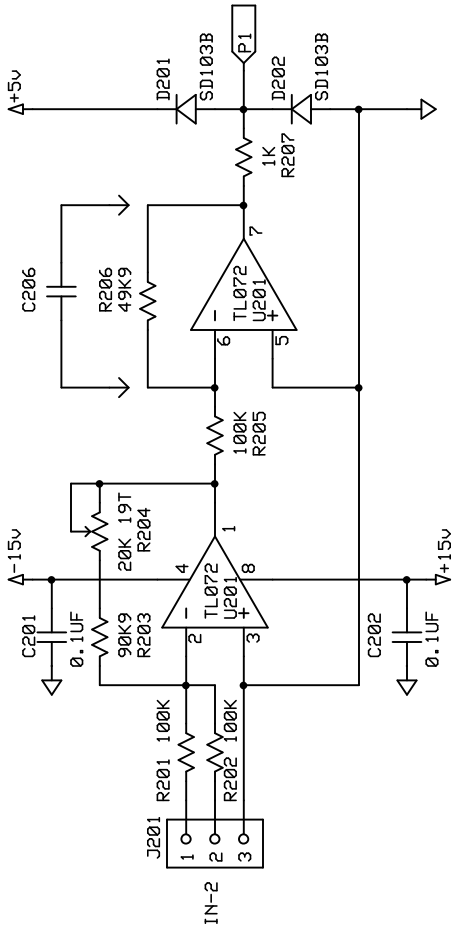 IN-2
J201
1
2
3
R201 100K
R202 100K
C201
0.1UF
-15v
90K9
R203
20K 19T
R204
2
3
4
8
1
-
+
TL072
U201
C202
0.1UF
+15v
100K
R205
C206
R206
49K9
6
5
7
-
+
TL072
U201
1K
R207
+5v
D201
SD103B
P1
D202
SD103B